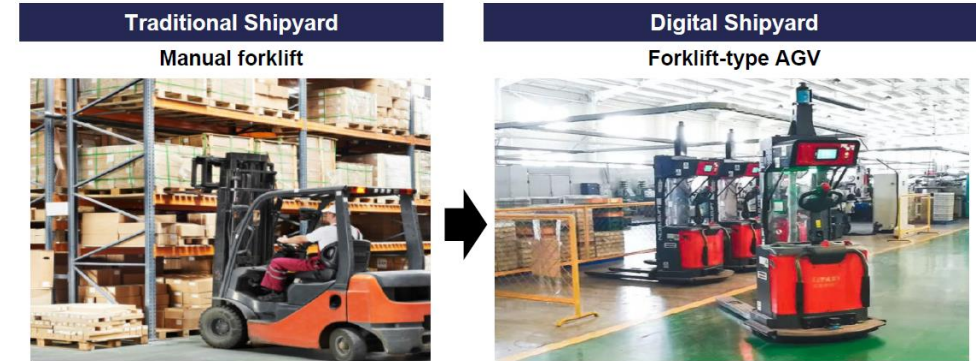 Traditional Shipyard
Digital Shipyard
Manual forklift
Forklift-type AGV